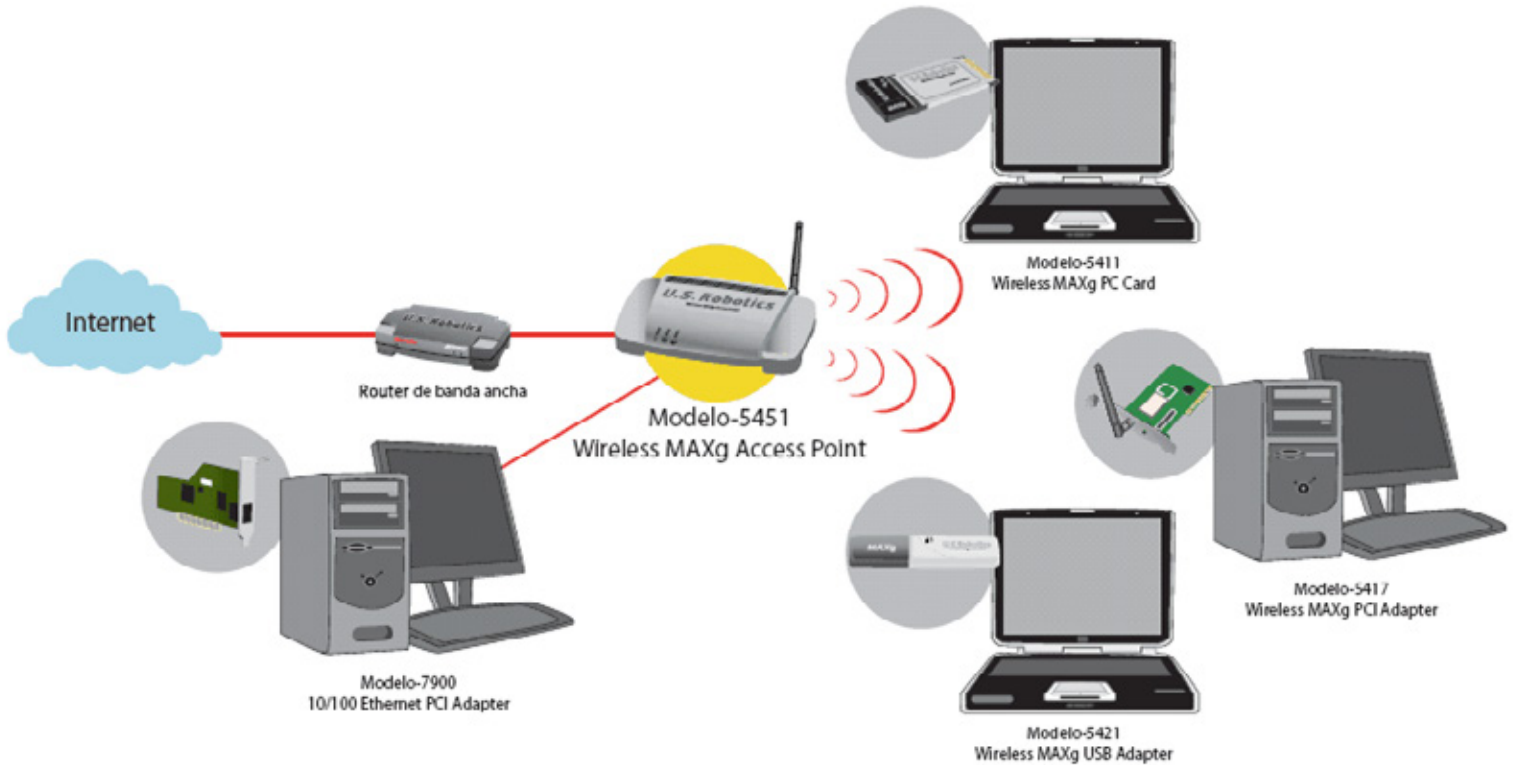 Internet
U.S. Robotics
Router de banda ancha
U.S. Robotics
Modelo-5451
Wireless MAXg Access Point
Modelo-7900
10/100 Ethernet PCI Adapter
Modelo-5411
Wireless MAXg PC Card
Modelo-5417
Wireless MAXg PCI Adapter
MAXg
Modelo-5421
Wireless MAXg USB Adapter